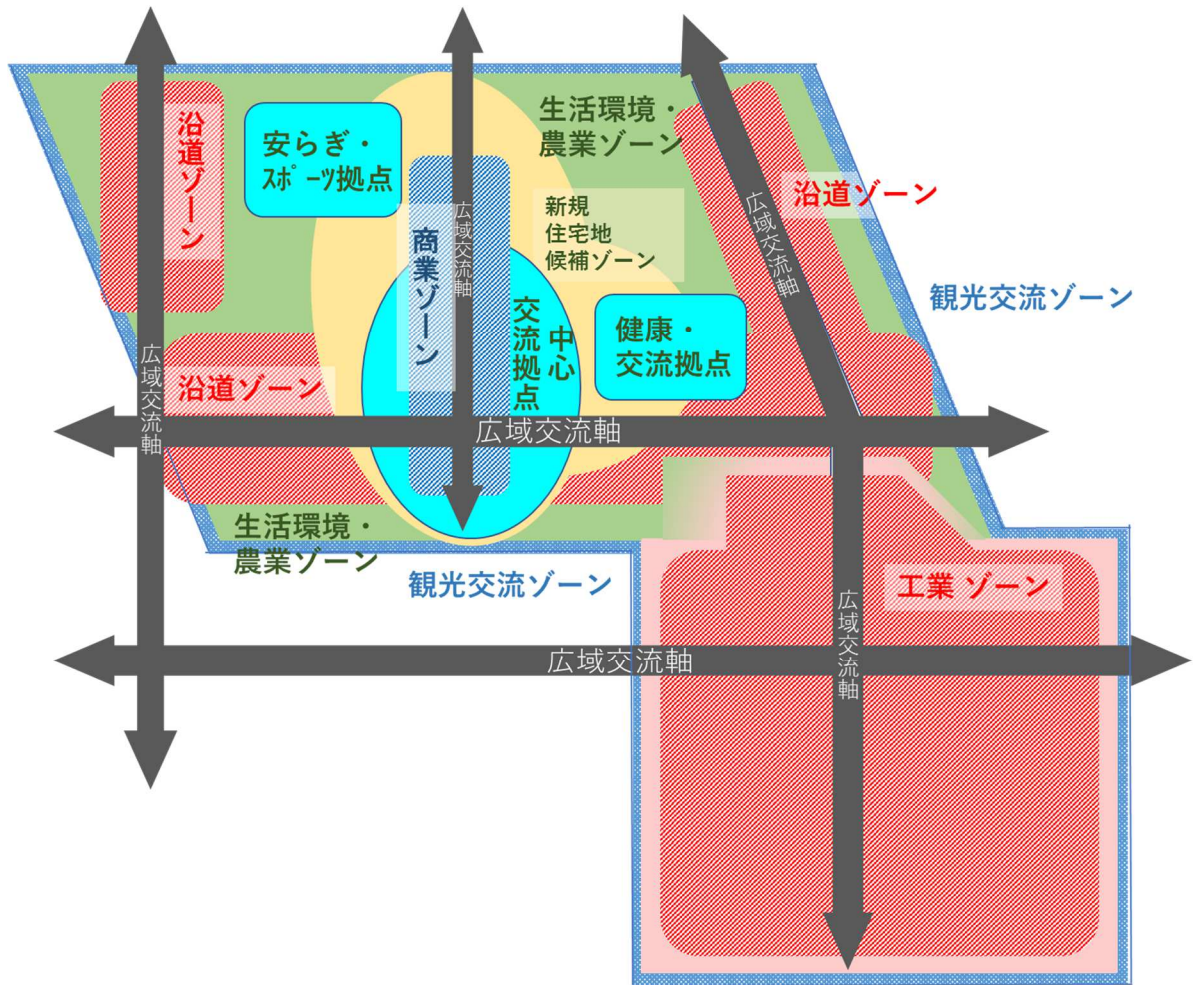 沿道ゾーン
安らぎ・
ｽﾎﾟｰﾂ拠点
広域交流軸
商業ゾーン
生活環境・
農業ゾーン
新規
住宅地
候補ゾーン
広域交流軸
沿道ゾーン
観光交流ゾーン
中心
交流拠点
健康・
交流拠点
広域交流軸
沿道ゾーン
広域交流軸
生活環境・
農業ゾーン
観光交流ゾーン
工業 ゾーン
広域交流軸
広域交流軸